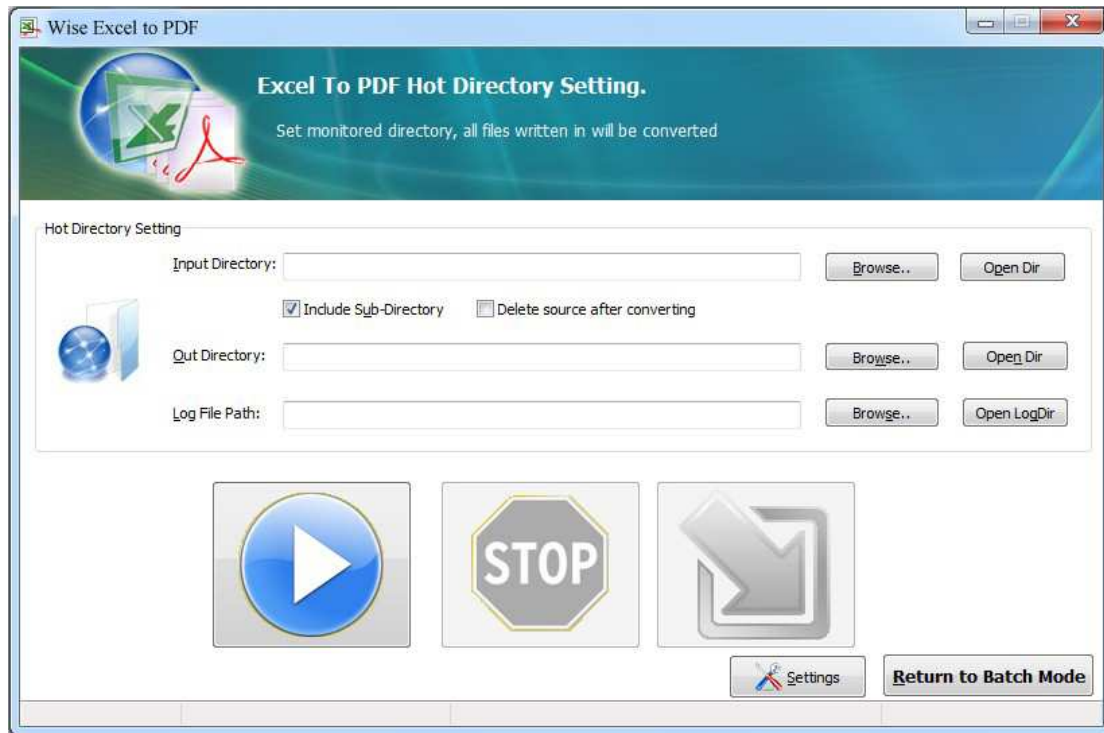 Wise Excel to PDF
Excel To PDF Hot Directory Setting.
Set monitored directory, all files written in will be converted
Hot Directory Setting
Input Directory:
Browse..
Open Dir
Include Sub-Directory
Delete source after converting
Out Directory:
Browse..
Open Dir
Log File Path:
Browse..
Open LogDir
STOP
Settings
Return to Batch Mode